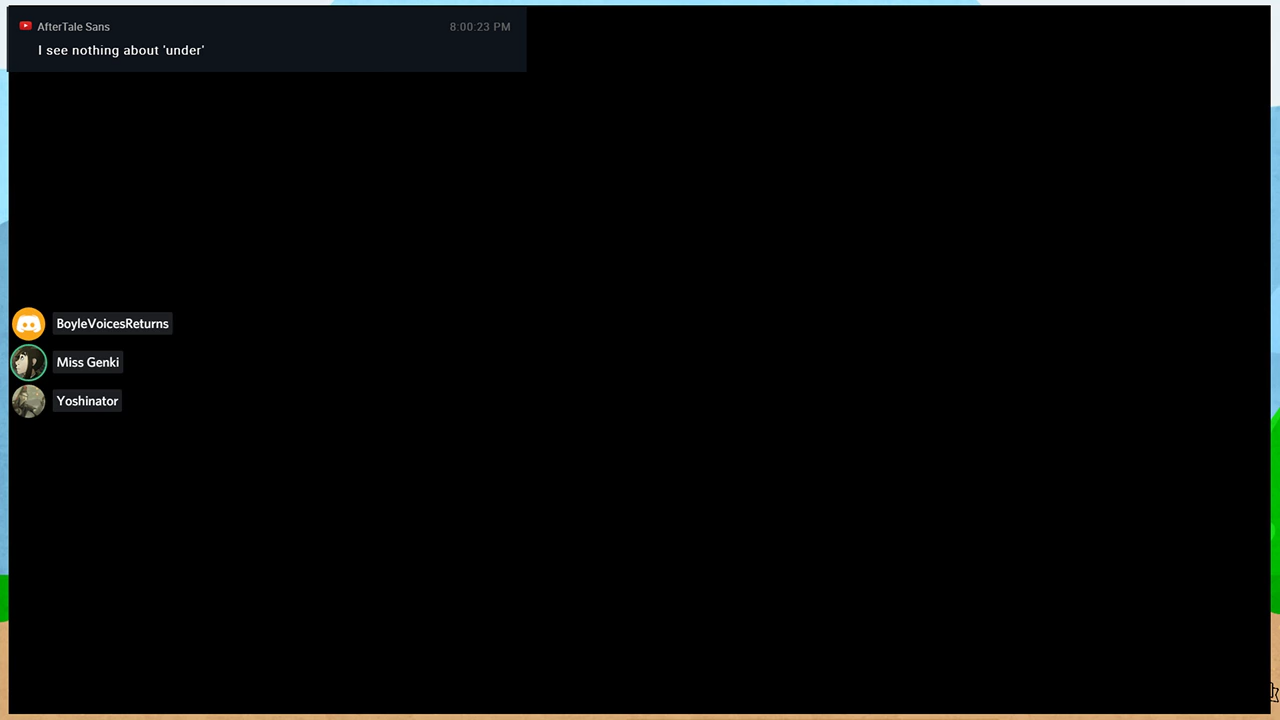 AfterTale Sans 8:00:23 PM
I see nothing about 'under'
BoyleVoicesReturns
Miss Genki
Yoshinator